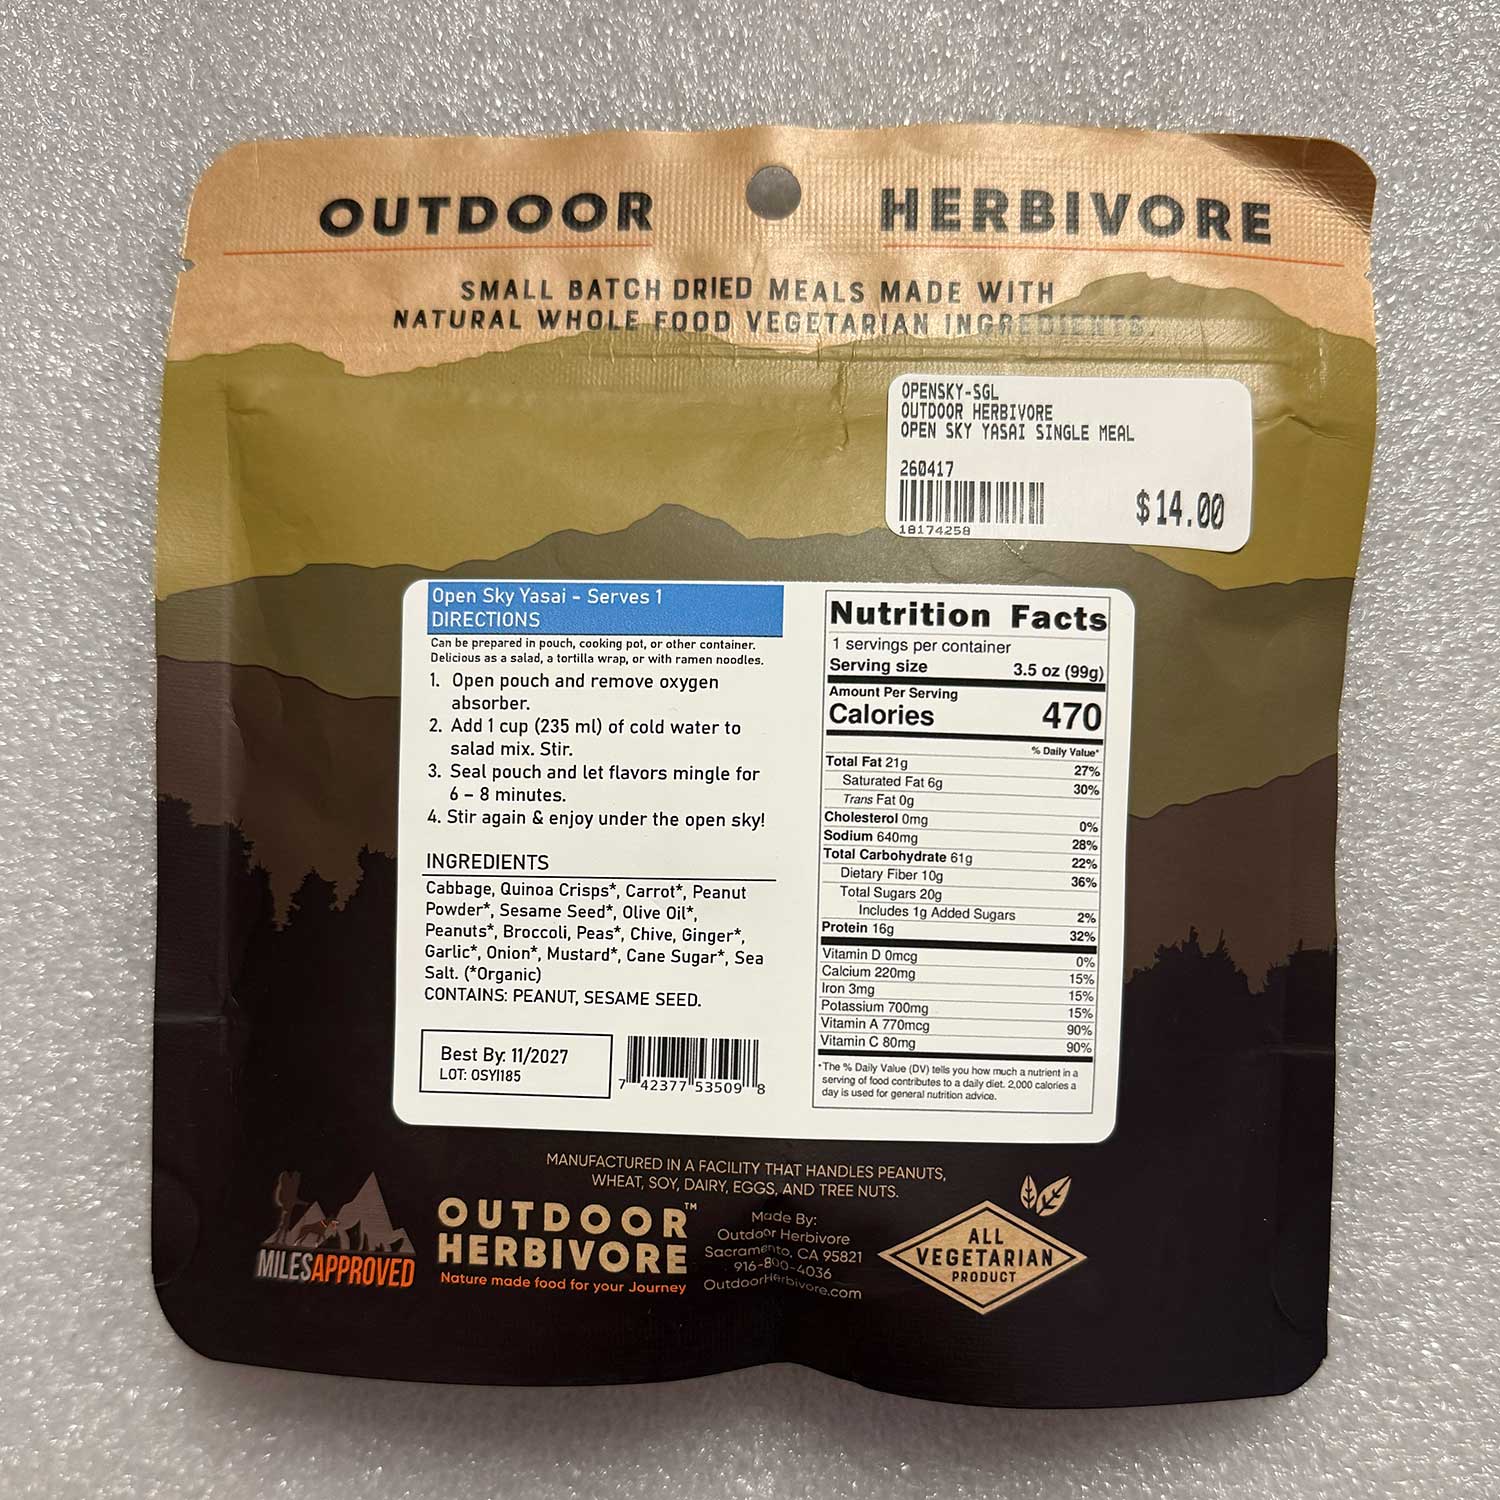 OUTDOOR HERBIVORE
SMALL BATCH DRIED MEALS MADE WITH
NATURAL WHOLE FOOD VEGETARIAN INGREDIENTS.
OPENSKY-SGL
OUTDOOR HERBIVORE
OPEN SKY YASAI SINGLE MEAL
260417
$14.00
18174258
Open Sky Yasai - Serves 1
DIRECTIONS
Can be prepared in pouch, cooking pot, or other container.
Delicious as a salad, a tortilla wrap, or with ramen noodles.
1. Open pouch and remove oxygen
absorber.
2. Add 1 cup (235 ml) of cold water to
salad mix. Stir.
3. Seal pouch and let flavors mingle for
6 – 8 minutes.
4. Stir again & enjoy under the open sky!
INGREDIENTS
Cabbage, Quinoa Crisps*, Carrot*, Peanut
Powder*, Sesame Seed*, Olive Oil*,
Peanuts*, Broccoli, Peas*, Chive, Ginger*,
Garlic*, Onion*, Mustard*, Cane Sugar*, Sea
Salt. (*Organic)
CONTAINS: PEANUT, SESAME SEED.
Best By: 11/2027
LOT: OSYI185
7 42377 53509 8
Nutrition Facts
1 servings per container
Serving size 3.5 oz (99g)
Amount Per Serving
Calories 470
% Daily Value*
Total Fat 21g 27%
Saturated Fat 6g 30%
Trans Fat 0g
Cholesterol 0mg 0%
Sodium 640mg 28%
Total Carbohydrate 61g 22%
Dietary Fiber 10g 36%
Total Sugars 20g
Includes 1g Added Sugars 2%
Protein 16g 32%
Vitamin D 0mcg 0%
Calcium 220mg 15%
Iron 3mg 15%
Potassium 700mg 15%
Vitamin A 770mcg 90%
Vitamin C 80mg 90%
*The % Daily Value (DV) tells you how much a nutrient in a
serving of food contributes to a daily diet. 2,000 calories a
day is used for general nutrition advice.
MANUFACTURED IN A FACILITY THAT HANDLES PEANUTS,
WHEAT, SOY, DAIRY, EGGS, AND TREE NUTS.
MILESAPPROVED
OUTDOOR™
HERBIVORE
Nature made food for your Journey
Made By:
Outdoor Herbivore
Sacramento, CA 95821
916-800-4036
OutdoorHerbivore.com
ALL
VEGETARIAN
PRODUCT